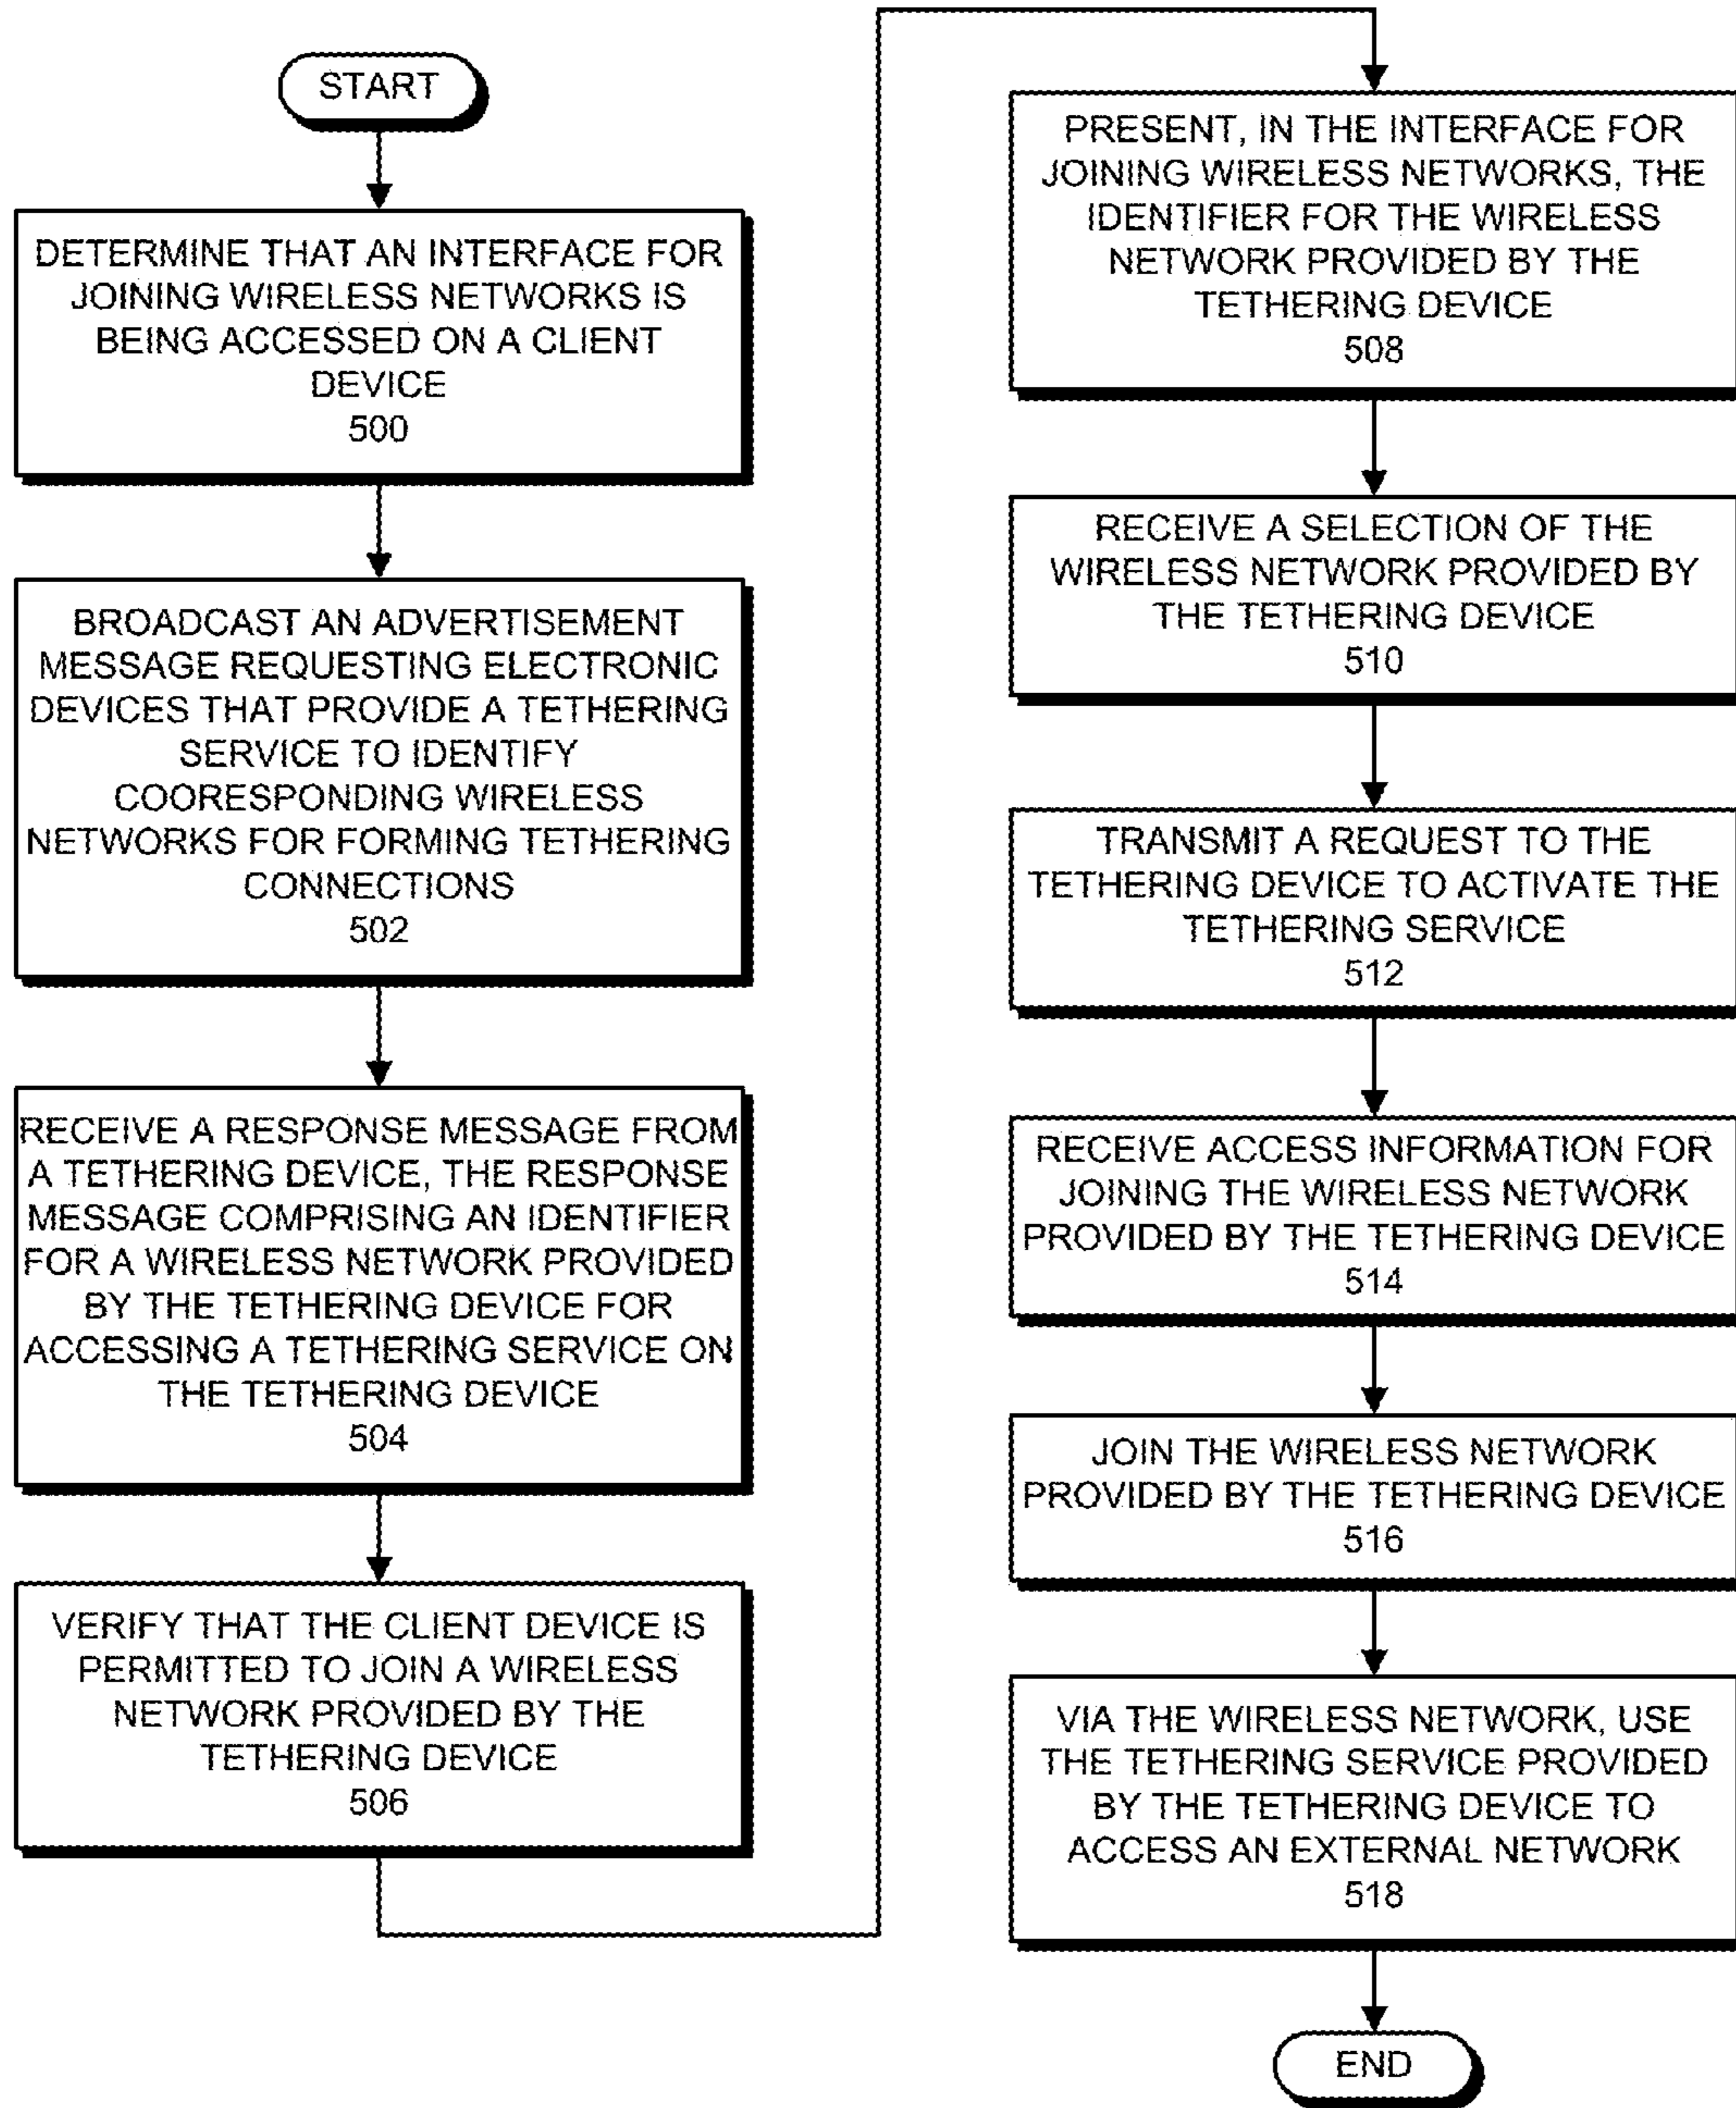 START
DETERMINE THAT AN INTERFACE FOR
JOINING WIRELESS NETWORKS IS
BEING ACCESSED ON A CLIENT
DEVICE
500
BROADCAST AN ADVERTISEMENT
MESSAGE REQUESTING ELECTRONIC
DEVICES THAT PROVIDE A TETHERING
SERVICE TO IDENTIFY
COORESPONDING WIRELESS
NETWORKS FOR FORMING TETHERING
CONNECTIONS
502
RECEIVE A RESPONSE MESSAGE FROM
A TETHERING DEVICE, THE RESPONSE
MESSAGE COMPRISING AN IDENTIFIER
FOR A WIRELESS NETWORK PROVIDED
BY THE TETHERING DEVICE FOR
ACCESSING A TETHERING SERVICE ON
THE TETHERING DEVICE
504
VERIFY THAT THE CLIENT DEVICE IS
PERMITTED TO JOIN A WIRELESS
NETWORK PROVIDED BY THE
TETHERING DEVICE
506
PRESENT, IN THE INTERFACE FOR
JOINING WIRELESS NETWORKS, THE
IDENTIFIER FOR THE WIRELESS
NETWORK PROVIDED BY THE
TETHERING DEVICE
508
RECEIVE A SELECTION OF THE
WIRELESS NETWORK PROVIDED BY
THE TETHERING DEVICE
510
TRANSMIT A REQUEST TO THE
TETHERING DEVICE TO ACTIVATE THE
TETHERING SERVICE
512
RECEIVE ACCESS INFORMATION FOR
JOINING THE WIRELESS NETWORK
PROVIDED BY THE TETHERING DEVICE
514
JOIN THE WIRELESS NETWORK
PROVIDED BY THE TETHERING DEVICE
516
VIA THE WIRELESS NETWORK, USE
THE TETHERING SERVICE PROVIDED
BY THE TETHERING DEVICE TO
ACCESS AN EXTERNAL NETWORK
518
END